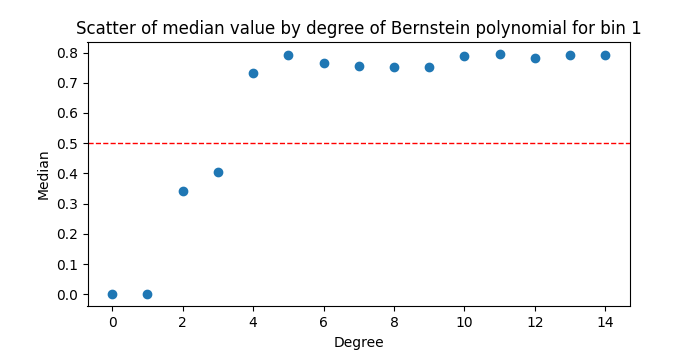 Scatter of median value by degree of Bernstein polynomial for bin 1
Median
0.8
0.7
0.6
0.5
0.4
0.3
0.2
0.1
0.0
0 2 4 6 8 10 12 14
Degree